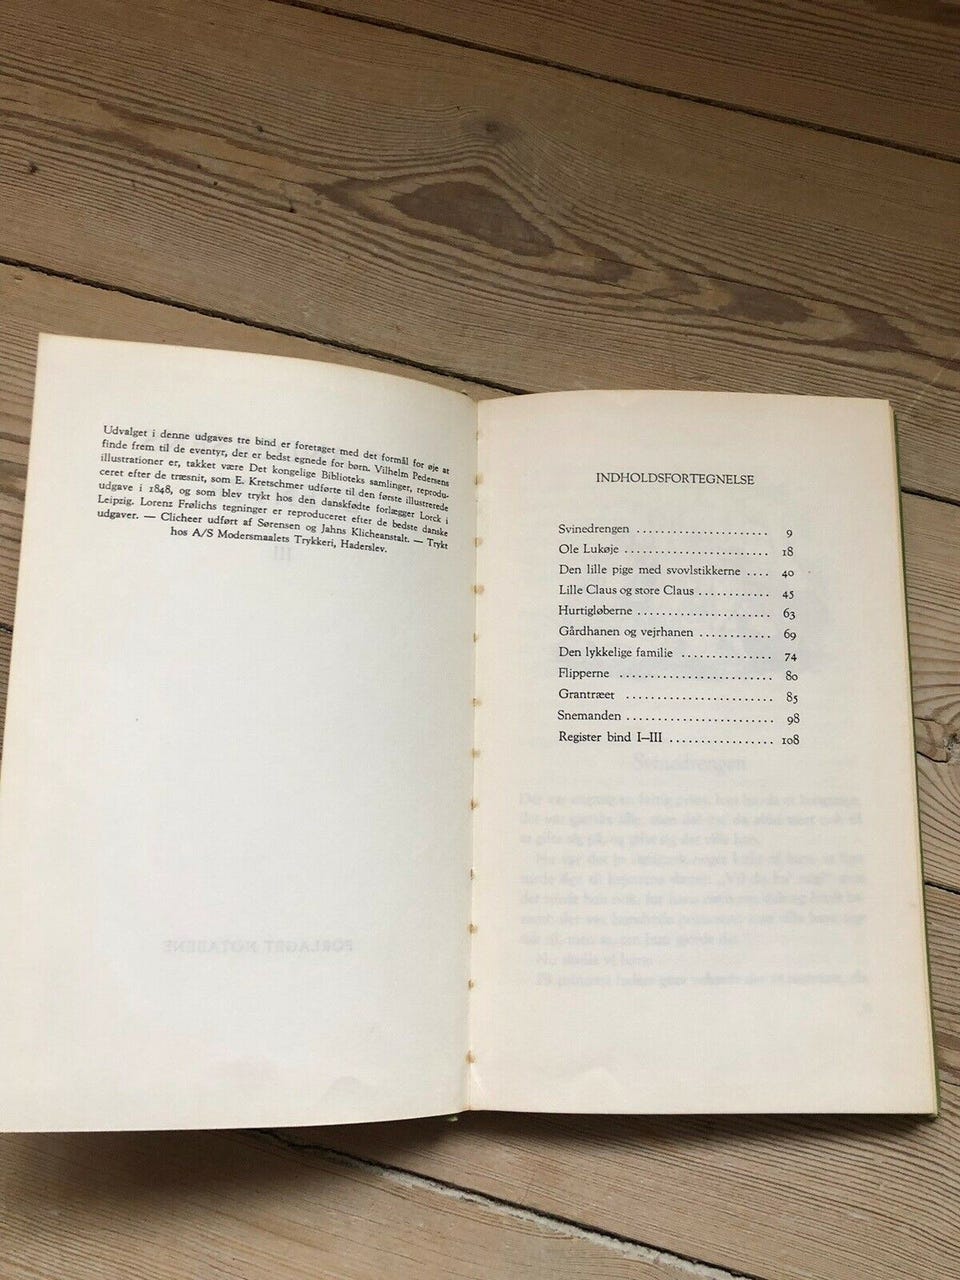 Udvalget i denne udgaves tre bind er foretaget med det formål for øje at
finde frem til de eventyr, der er bedst egnede for børn. Vilhelm Pedersens
illustrationer er, takket være Det kongelige Biblioteks samlinger, reprodu-
ceret efter de træsnit, som E. Kretschmer udførte til den første illustrerede
udgave i 1848, og som blev trykt hos den danskfødte forlægger Lorck i
Leipzig. Lorenz Frølichs tegninger er reproduceret efter de bedste danske
udgaver. — Clicheer udført af Sørensen og Jahns Klicheanstalt. — Trykt
hos A/S Modersmaalets Trykkeri, Haderslev.
III
FORLAGET NOTABENE
INDHOLDSFORTEGNELSE
Svinedrengen ................... 9
Ole Lukøje ..................... 18
Den lille pige med svovlstikkerne .... 40
Lille Claus og store Claus ............ 45
Hurtigløberne .................... 63
Gårdhanen og vejrhanen ............ 69
Den lykkelige familie .............. 74
Flipperne ....................... 80
Grantræet ...................... 85
Snemanden ...................... 98
Register bind I—III ................ 108
Svinedrengen